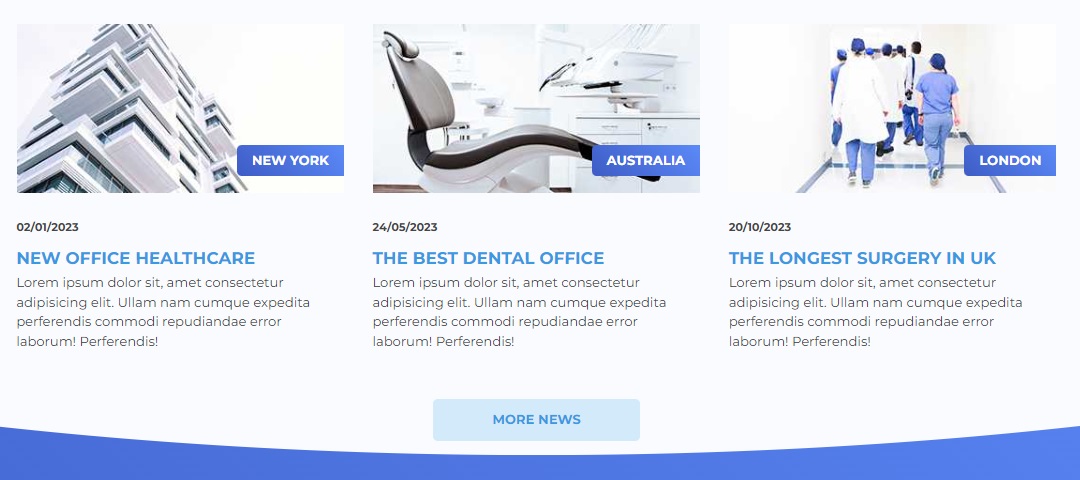 NEW YORK
02/01/2023
NEW OFFICE HEALTHCARE
Lorem ipsum dolor sit, amet consectetur
adipisicing elit. Ullam nam cumque expedita
perferendis commodi repudiandae error
laborum! Perferendis!
AUSTRALIA
24/05/2023
THE BEST DENTAL OFFICE
Lorem ipsum dolor sit, amet consectetur
adipisicing elit. Ullam nam cumque expedita
perferendis commodi repudiandae error
laborum! Perferendis!
LONDON
20/10/2023
THE LONGEST SURGERY IN UK
Lorem ipsum dolor sit, amet consectetur
adipisicing elit. Ullam nam cumque expedita
perferendis commodi repudiandae error
laborum! Perferendis!
MORE NEWS